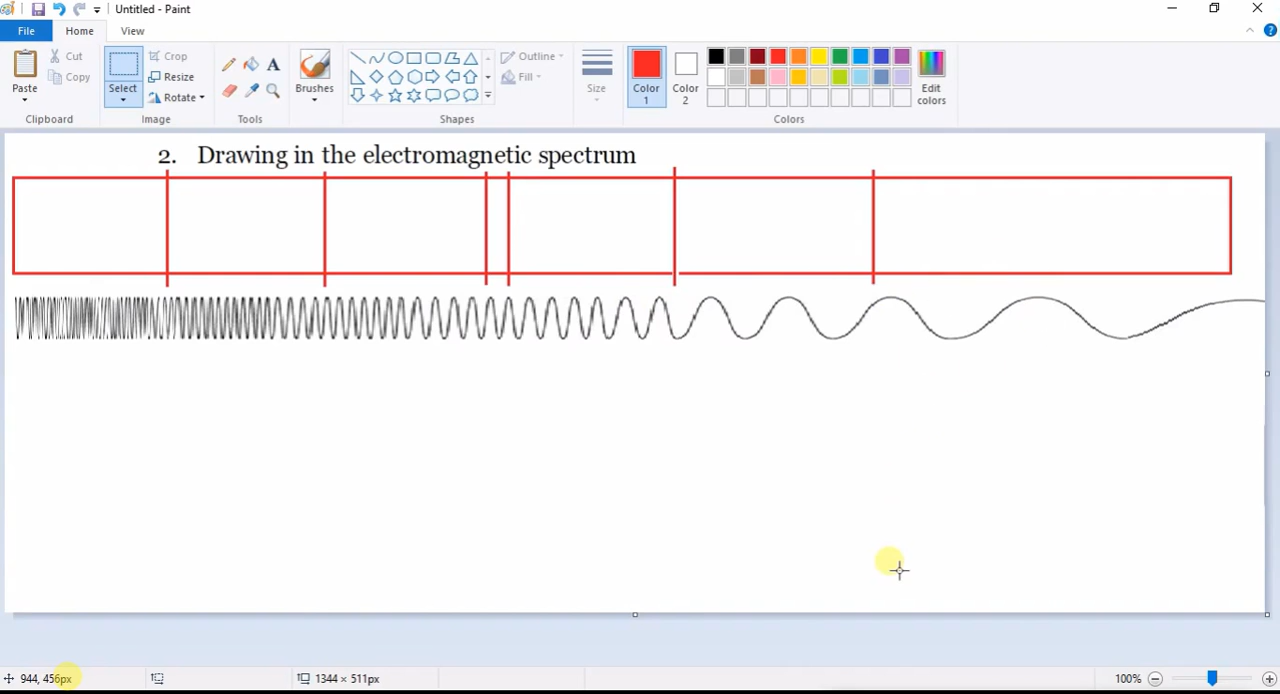 Untitled - Paint
File Home View
Paste
Cut
Copy
Clipboard
Select
Crop
Resize
Rotate
Image
A
Tools
Brushes
Outline
Fill
Shapes
Size
Color 1
Color 2
Edit colors
Colors
2. Drawing in the electromagnetic spectrum
944, 456px
1344 × 511px
100%